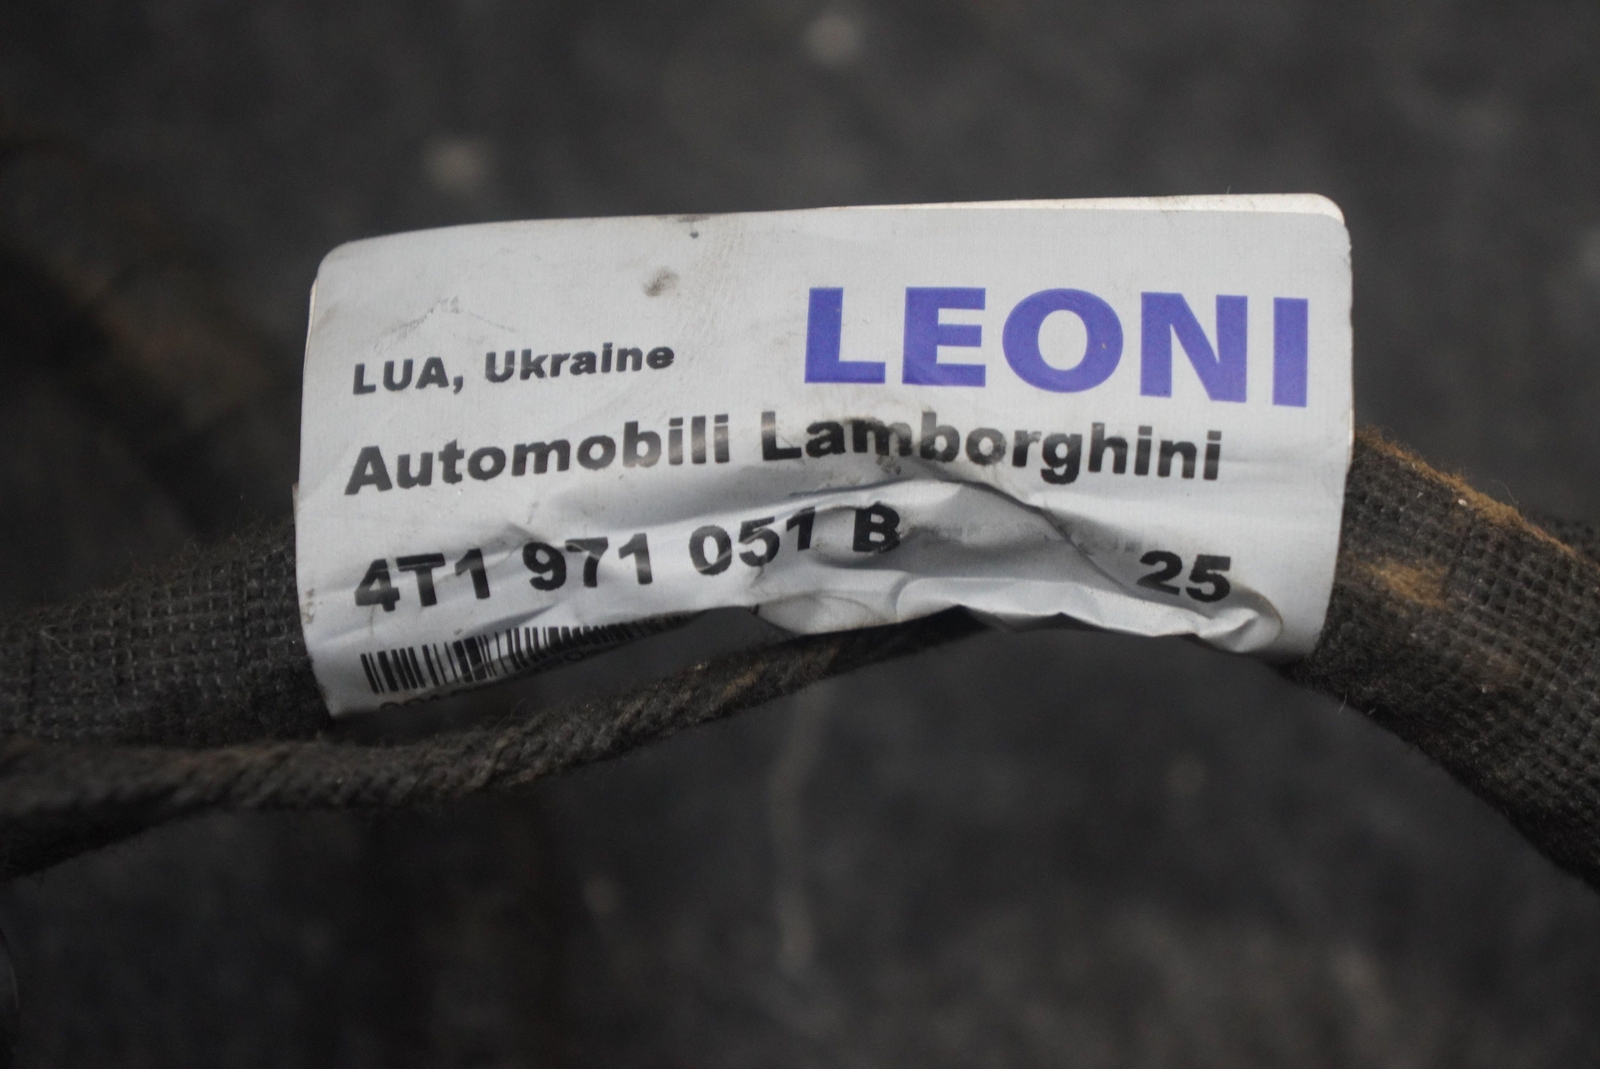 LEONI
LUA, Ukraine
Automobili Lamborghini
4T1 971 051 B 25